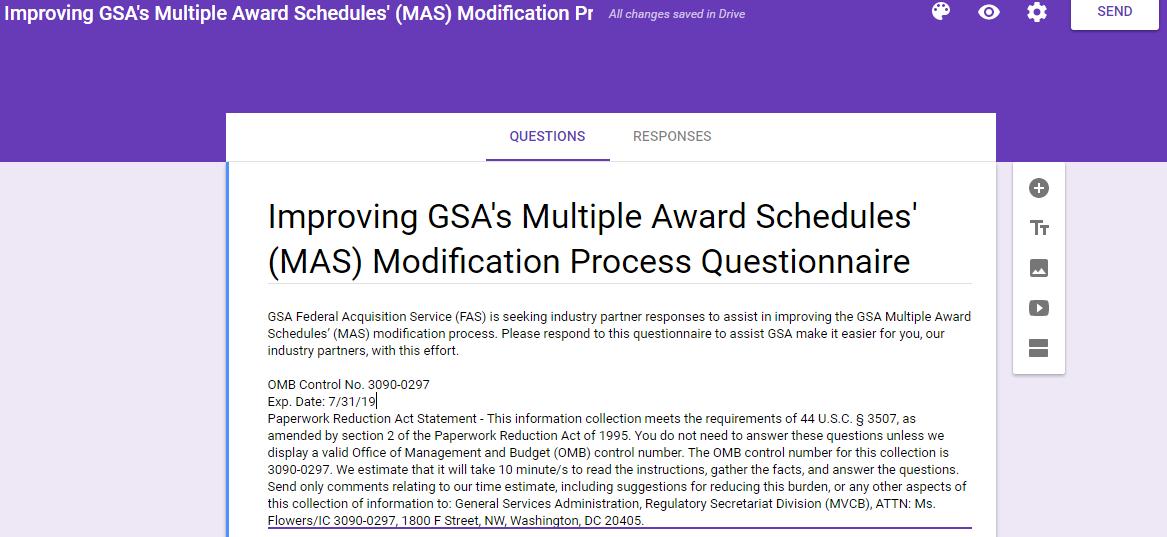 Improving GSA's Multiple Award Schedules' (MAS) Modification Pr All changes saved in Drive SEND
QUESTIONS RESPONSES
Improving GSA's Multiple Award Schedules'
(MAS) Modification Process Questionnaire
GSA Federal Acquisition Service (FAS) is seeking industry partner responses to assist in improving the GSA Multiple Award
Schedules’ (MAS) modification process. Please respond to this questionnaire to assist GSA make it easier for you, our
industry partners, with this effort.
OMB Control No. 3090-0297
Exp. Date: 7/31/19
Paperwork Reduction Act Statement - This information collection meets the requirements of 44 U.S.C. § 3507, as
amended by section 2 of the Paperwork Reduction Act of 1995. You do not need to answer these questions unless we
display a valid Office of Management and Budget (OMB) control number. The OMB control number for this collection is
3090-0297. We estimate that it will take 10 minute/s to read the instructions, gather the facts, and answer the questions.
Send only comments relating to our time estimate, including suggestions for reducing this burden, or any other aspects of
this collection of information to: General Services Administration, Regulatory Secretariat Division (MVCB), ATTN: Ms.
Flowers/IC 3090-0297, 1800 F Street, NW, Washington, DC 20405.
Tт